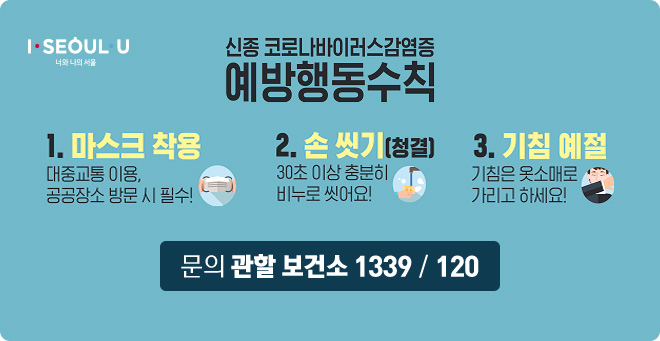 I·SEOUL·U
너와 나의 서울
신종 코로나바이러스감염증
예방행동수칙
1. 마스크 착용
대중교통 이용,
공공장소 방문 시 필수!
2. 손 씻기(청결)
30초 이상 충분히
비누로 씻어요!
3. 기침 예절
기침은 옷소매로
가리고 하세요!
문의 관할 보건소 1339 / 120